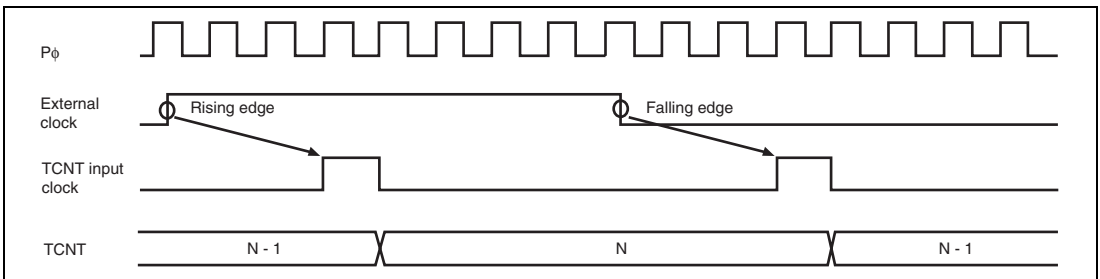 Pϕ
External
clock
Rising edge
Falling edge
TCNT input
clock
TCNT
N - 1
N
N - 1